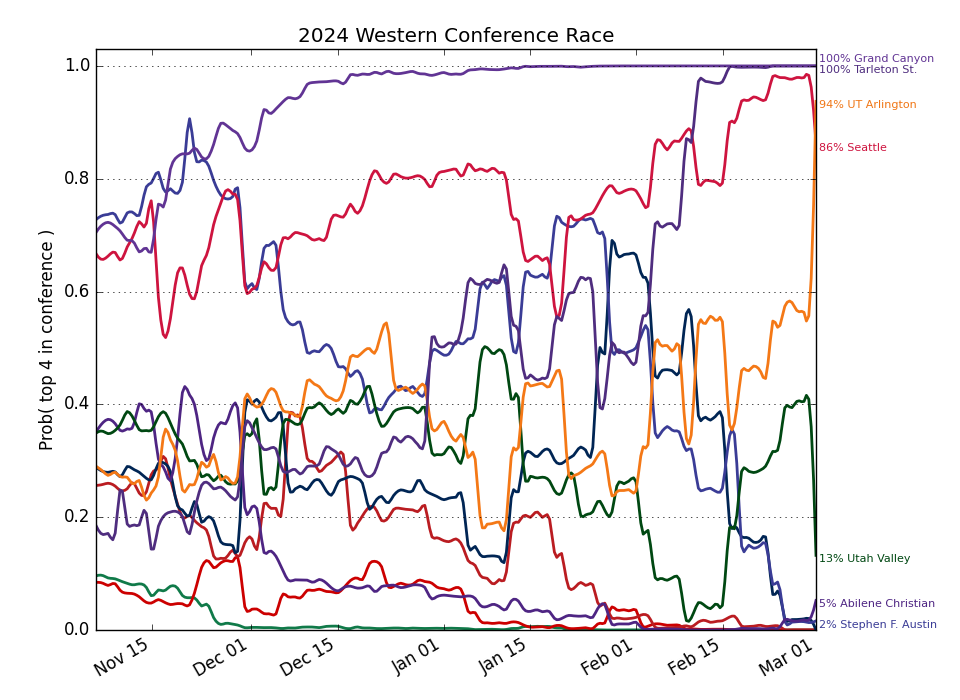 2024 Western Conference Race
Prob( top 4 in conference )
1.0
0.8
0.6
0.4
0.2
0.0
Nov 15
Dec 01
Dec 15
Jan 01
Jan 15
Feb 01
Feb 15
Mar 01
100% Grand Canyon
100% Tarleton St.
94% UT Arlington
86% Seattle
13% Utah Valley
5% Abilene Christian
2% Stephen F. Austin